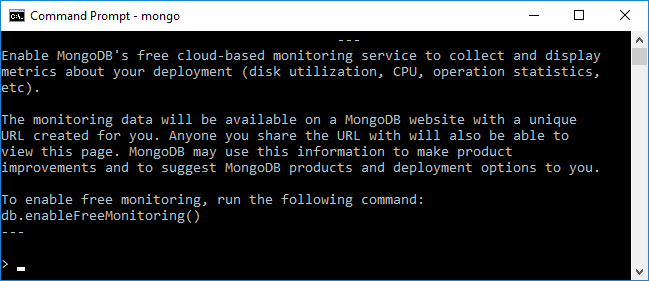 Command Prompt - mongo
---
Enable MongoDB's free cloud-based monitoring service to collect and display
metrics about your deployment (disk utilization, CPU, operation statistics,
etc).
The monitoring data will be available on a MongoDB website with a unique
URL created for you. Anyone you share the URL with will also be able to
view this page. MongoDB may use this information to make product
improvements and to suggest MongoDB products and deployment options to you.
To enable free monitoring, run the following command:
db.enableFreeMonitoring()
---
>